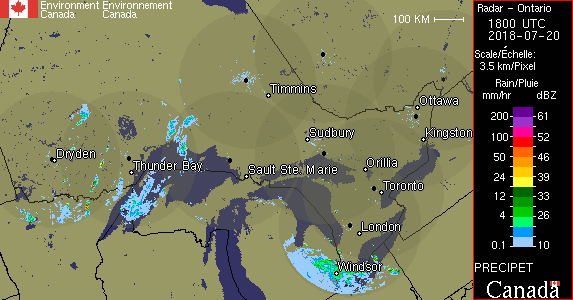 Environment Environnement
Canada Canada
100 KM
Timmins
Ottawa
Sudbury
Kingston
Dryden
Thunder Bay
Sault Ste. Marie
Orillia
Toronto
London
Windsor
Radar - Ontario
1800 UTC
2018-07-20
Scale/Échelle:
3.5 km/Pixel
Rain/Pluie
mm/hr dBZ
200 61
100 52
50 46
24 39
12 33
4 26
2 20
0.1 10
PRECIPET
Canada